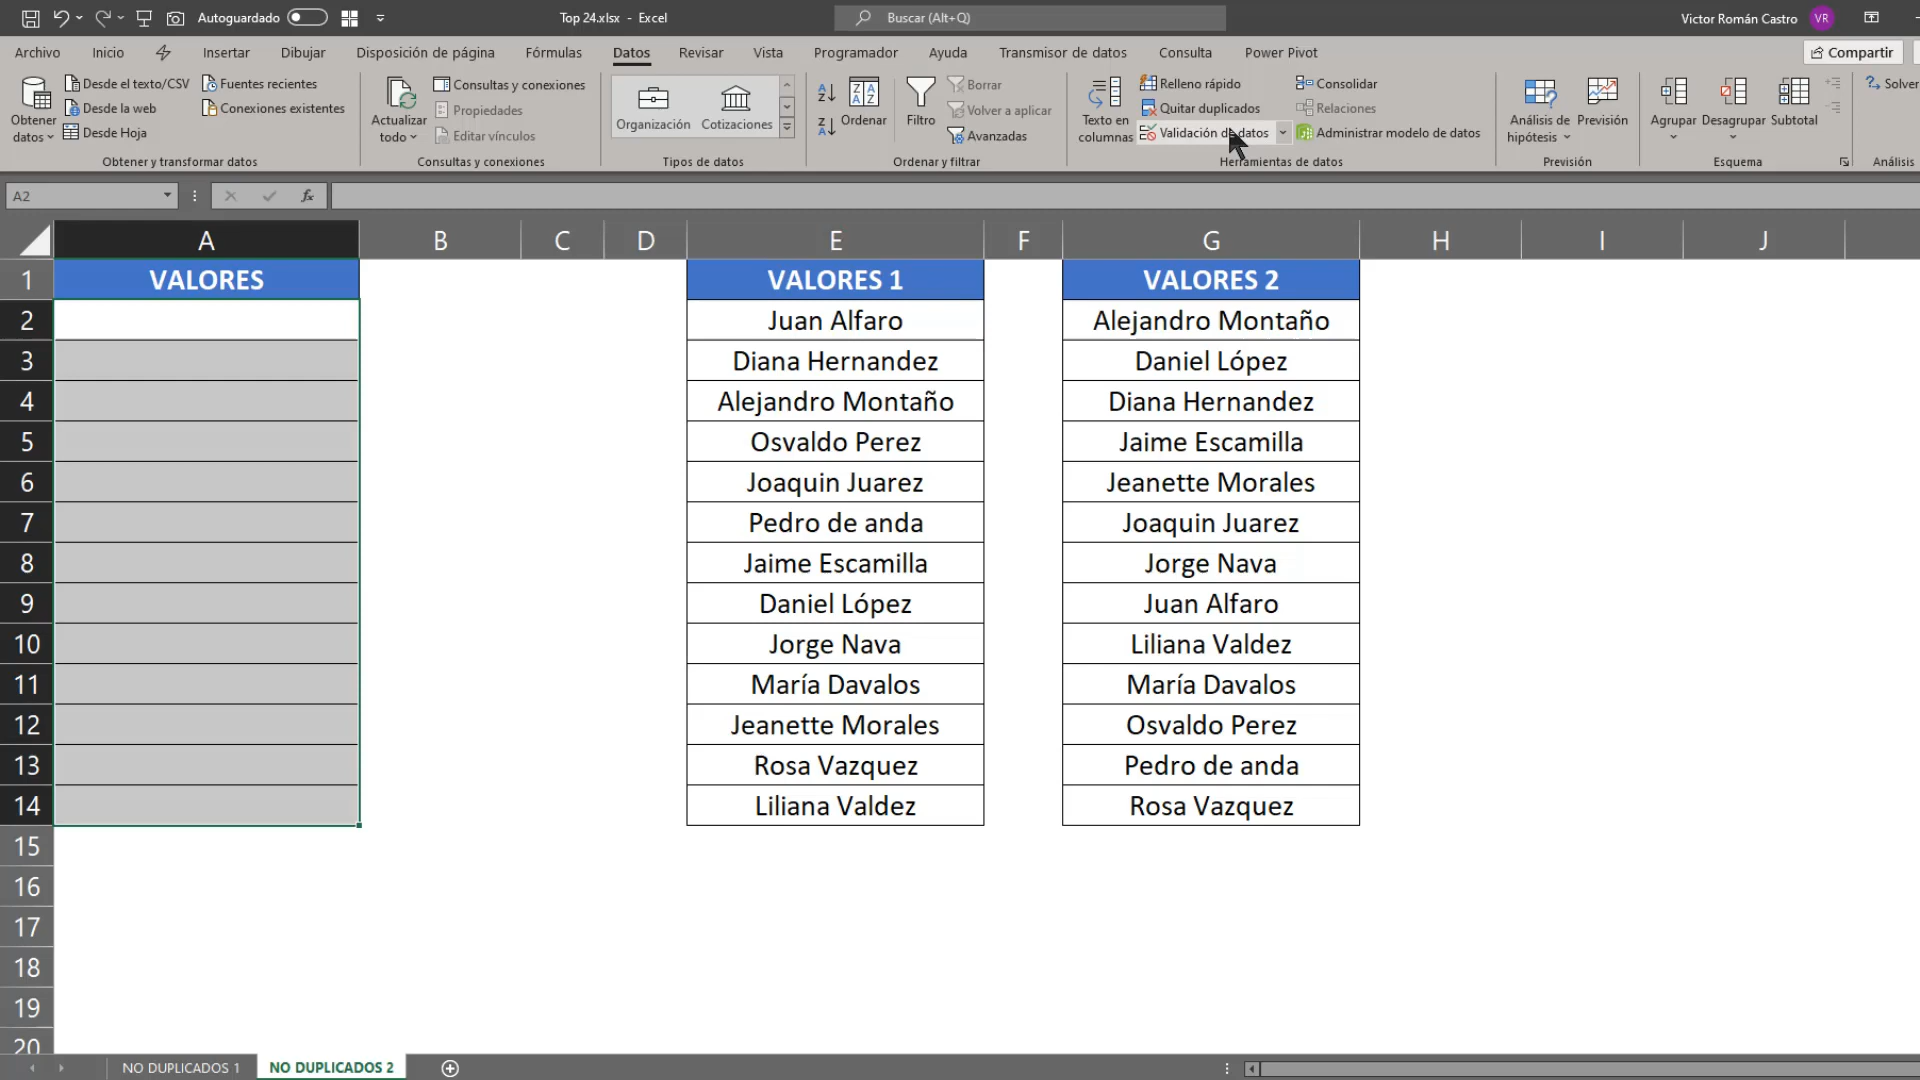 Autoguardado
Top 24.xlsx - Excel
Buscar (Alt+Q)
Victor Román Castro
VR
Archivo Inicio Insertar Dibujar Disposición de página Fórmulas Datos Revisar Vista Programador Ayuda Transmisor de datos Consulta Power Pivot
Compartir
Obtener datos
Desde el texto/CSV
Desde la web
Desde Hoja
Fuentes recientes
Conexiones existentes
Obtener y transformar datos
Actualizar todo
Consultas y conexiones
Propiedades
Editar vínculos
Consultas y conexiones
Organización
Cotizaciones
Tipos de datos
Ordenar
Filtro
Borrar
Volver a aplicar
Avanzadas
Ordenar y filtrar
Texto en columnas
Relleno rápido
Quitar duplicados
Validación de datos
Consolidar
Relaciones
Administrar modelo de datos
Herramientas de datos
Análisis de hipótesis
Previsión
Previsión
Agrupar
Desagrupar
Subtotal
Esquema
Solver
Análisis
A2
fx
A B C D E F G H I J
1 VALORES VALORES 1 VALORES 2
2 Juan Alfaro Alejandro Montaño
3 Diana Hernandez Daniel López
4 Alejandro Montaño Diana Hernandez
5 Osvaldo Perez Jaime Escamilla
6 Joaquin Juarez Jeanette Morales
7 Pedro de anda Joaquin Juarez
8 Jaime Escamilla Jorge Nava
9 Daniel López Juan Alfaro
10 Jorge Nava Liliana Valdez
11 María Davalos María Davalos
12 Jeanette Morales Osvaldo Perez
13 Rosa Vazquez Pedro de anda
14 Liliana Valdez Rosa Vazquez
15
16
17
18
19
20
NO DUPLICADOS 1
NO DUPLICADOS 2